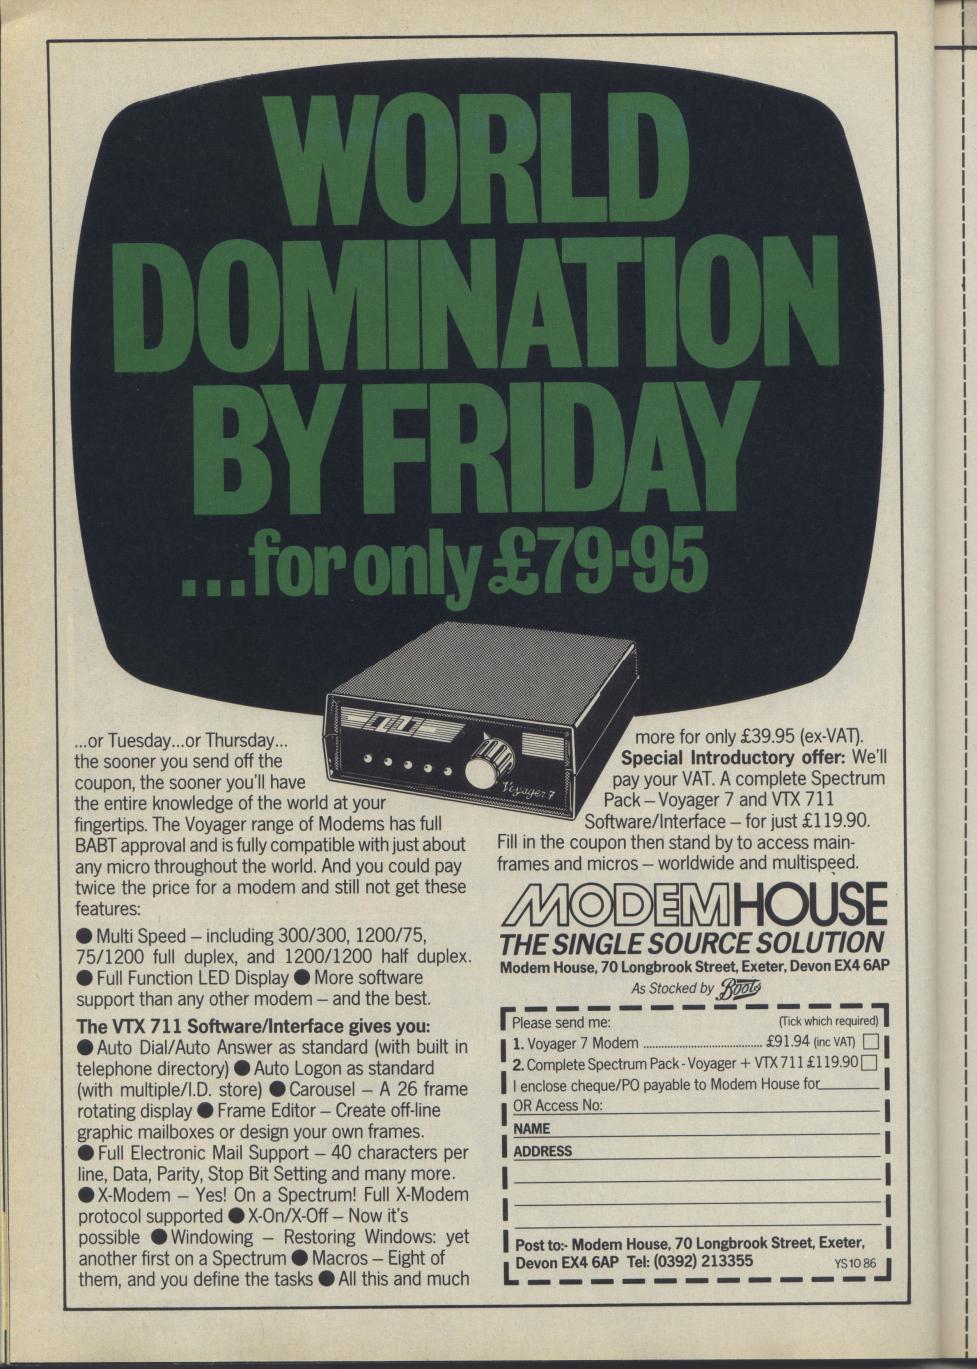 WORLD
DOMINATION
BY FRIDAY
...for only £79·95
Voyager 7
...or Tuesday...or Thursday...
the sooner you send off the
coupon, the sooner you'll have
the entire knowledge of the world at your
fingertips. The Voyager range of Modems has full
BABT approval and is fully compatible with just about
any micro throughout the world. And you could pay
twice the price for a modem and still not get these
features:
● Multi Speed – including 300/300, 1200/75,
75/1200 full duplex, and 1200/1200 half duplex.
● Full Function LED Display ● More software
support than any other modem – and the best.
The VTX 711 Software/Interface gives you:
● Auto Dial/Auto Answer as standard (with built in
telephone directory) ● Auto Logon as standard
(with multiple/I.D. store) ● Carousel – A 26 frame
rotating display ● Frame Editor – Create off-line
graphic mailboxes or design your own frames.
● Full Electronic Mail Support – 40 characters per
line, Data, Parity, Stop Bit Setting and many more.
● X-Modem – Yes! On a Spectrum! Full X-Modem
protocol supported ● X-On/X-Off – Now it's
possible ● Windowing – Restoring Windows: yet
another first on a Spectrum ● Macros – Eight of
them, and you define the tasks ● All this and much
more for only £39.95 (ex-VAT).
Special Introductory offer: We'll
pay your VAT. A complete Spectrum
Pack – Voyager 7 and VTX 711
Software/Interface – for just £119.90.
Fill in the coupon then stand by to access main-
frames and micros – worldwide and multispeed.
MODEMHOUSE
THE SINGLE SOURCE SOLUTION
Modem House, 70 Longbrook Street, Exeter, Devon EX4 6AP
As Stocked by Boots
Please send me: (Tick which required)
1. Voyager 7 Modem ........................................ £91.94 (inc VAT)
2. Complete Spectrum Pack - Voyager + VTX 711 £119.90
I enclose cheque/PO payable to Modem House for
OR Access No:
NAME
ADDRESS
Post to:- Modem House, 70 Longbrook Street, Exeter,
Devon EX4 6AP Tel: (0392) 213355 YS 10 86